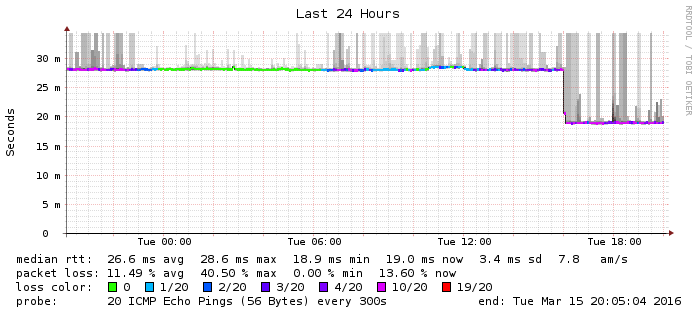 Last 24 Hours
RRDTOOL / TOBI OETIKER
Seconds
30 m
25 m
20 m
15 m
10 m
5 m
0
Tue 00:00 Tue 06:00 Tue 12:00 Tue 18:00
median rtt: 26.6 ms avg 28.6 ms max 18.9 ms min 19.0 ms now 3.4 ms sd 7.8 am/s
packet loss: 11.49 % avg 40.50 % max 0.00 % min 13.60 % now
loss color: 0 1/20 2/20 3/20 4/20 10/20 19/20
probe: 20 ICMP Echo Pings (56 Bytes) every 300s end: Tue Mar 15 20:05:04 2016